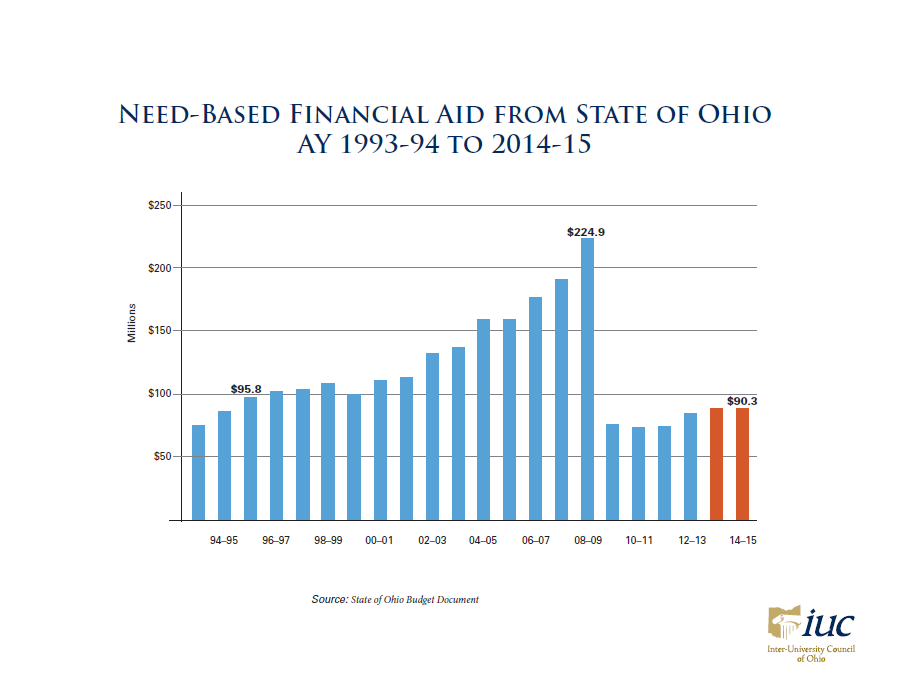 Need-Based Financial Aid from State of Ohio
AY 1993-94 to 2014-15
$250
$224.9
$200
Millions
$150
$100
$95.8
$90.3
$50
94–95 96–97 98–99 00–01 02–03 04–05 06–07 08–09 10–11 12–13 14–15
Source: State of Ohio Budget Document
iuc
Inter-University Council
of Ohio